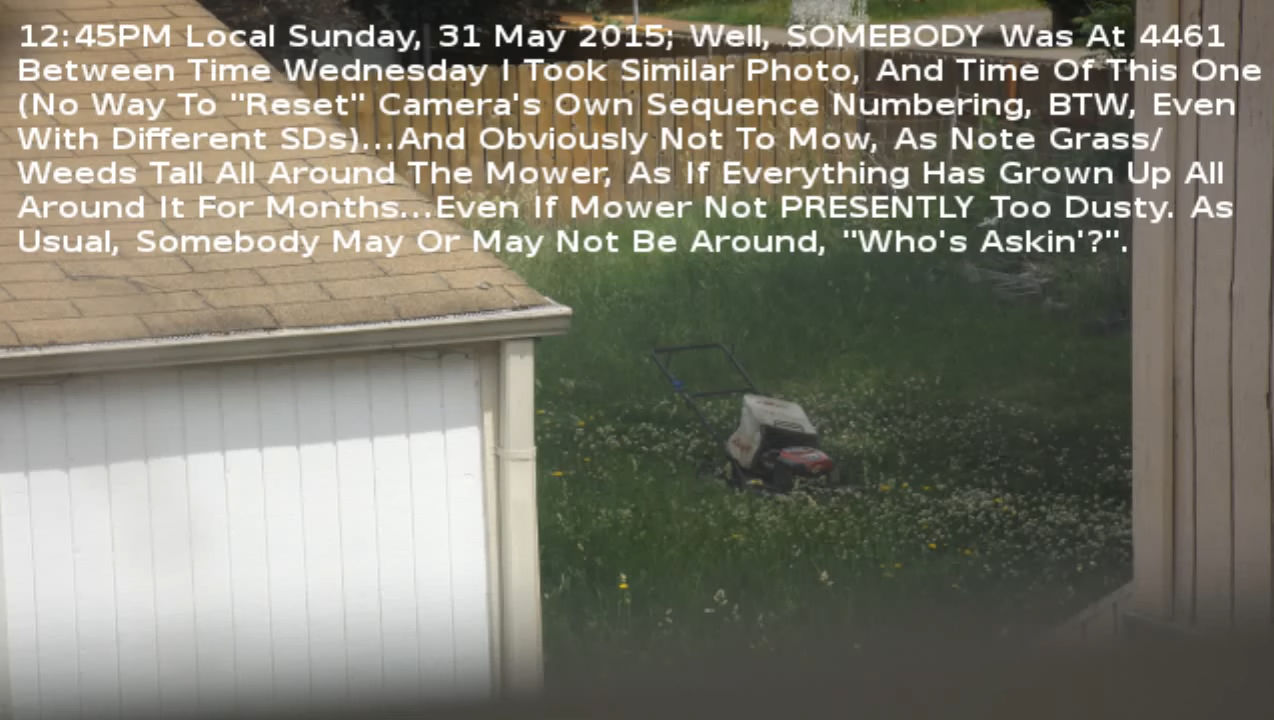 12:45PM Local Sunday, 31 May 2015; Well, SOMEBODY Was At 4461
Between Time Wednesday I Took Similar Photo, And Time Of This One
(No Way To "Reset" Camera's Own Sequence Numbering, BTW, Even
With Different SDs)...And Obviously Not To Mow, As Note Grass/
Weeds Tall All Around The Mower, As If Everything Has Grown Up All
Around It For Months...Even If Mower Not PRESENTLY Too Dusty. As
Usual, Somebody May Or May Not Be Around, "Who's Askin'?".